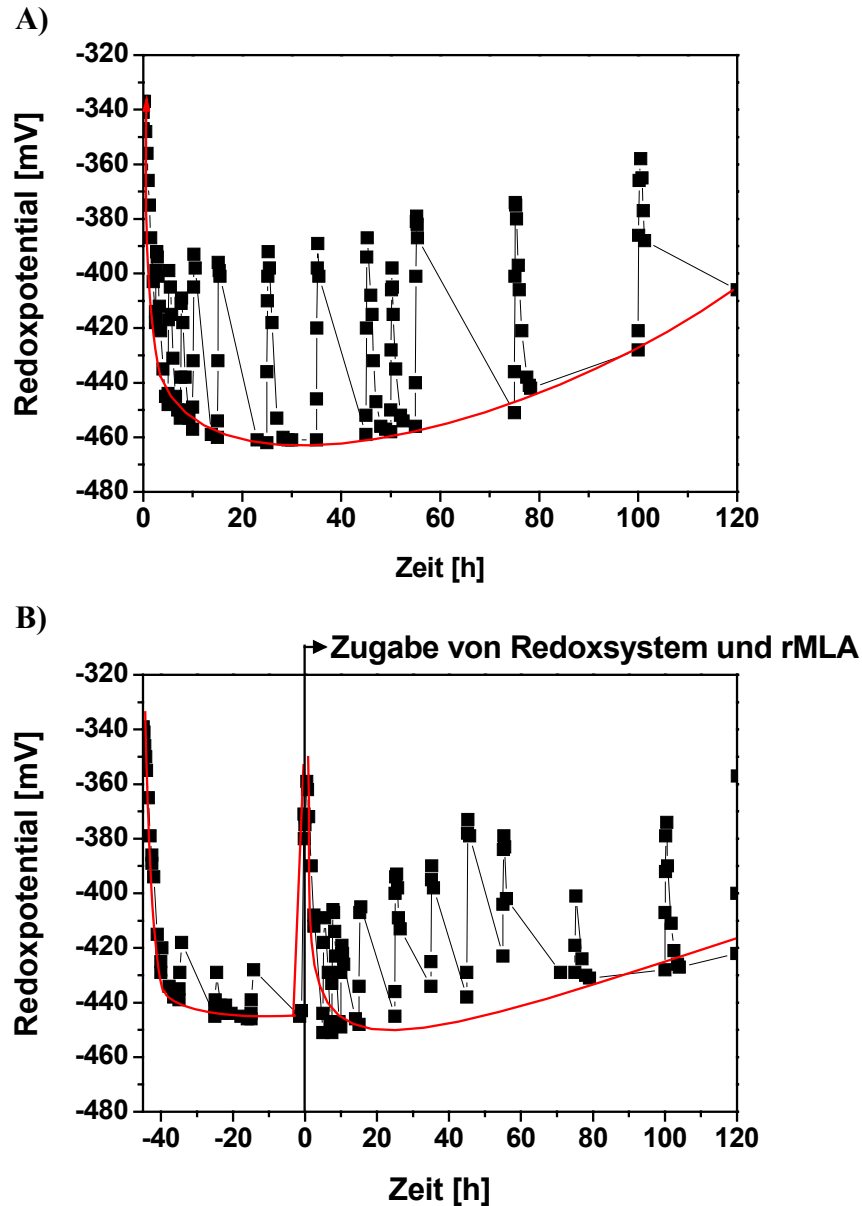 A)
-320
-340
-360
-380
-400
-420
-440
-460
-480
Redoxpotential [mV]
0 20 40 60 80 100 120
Zeit [h]
B)
Zugabe von Redoxsystem und rMLA
-320
-340
-360
-380
-400
-420
-440
-460
-480
Redoxpotential [mV]
-40 -20 0 20 40 60 80 100 120
Zeit [h]